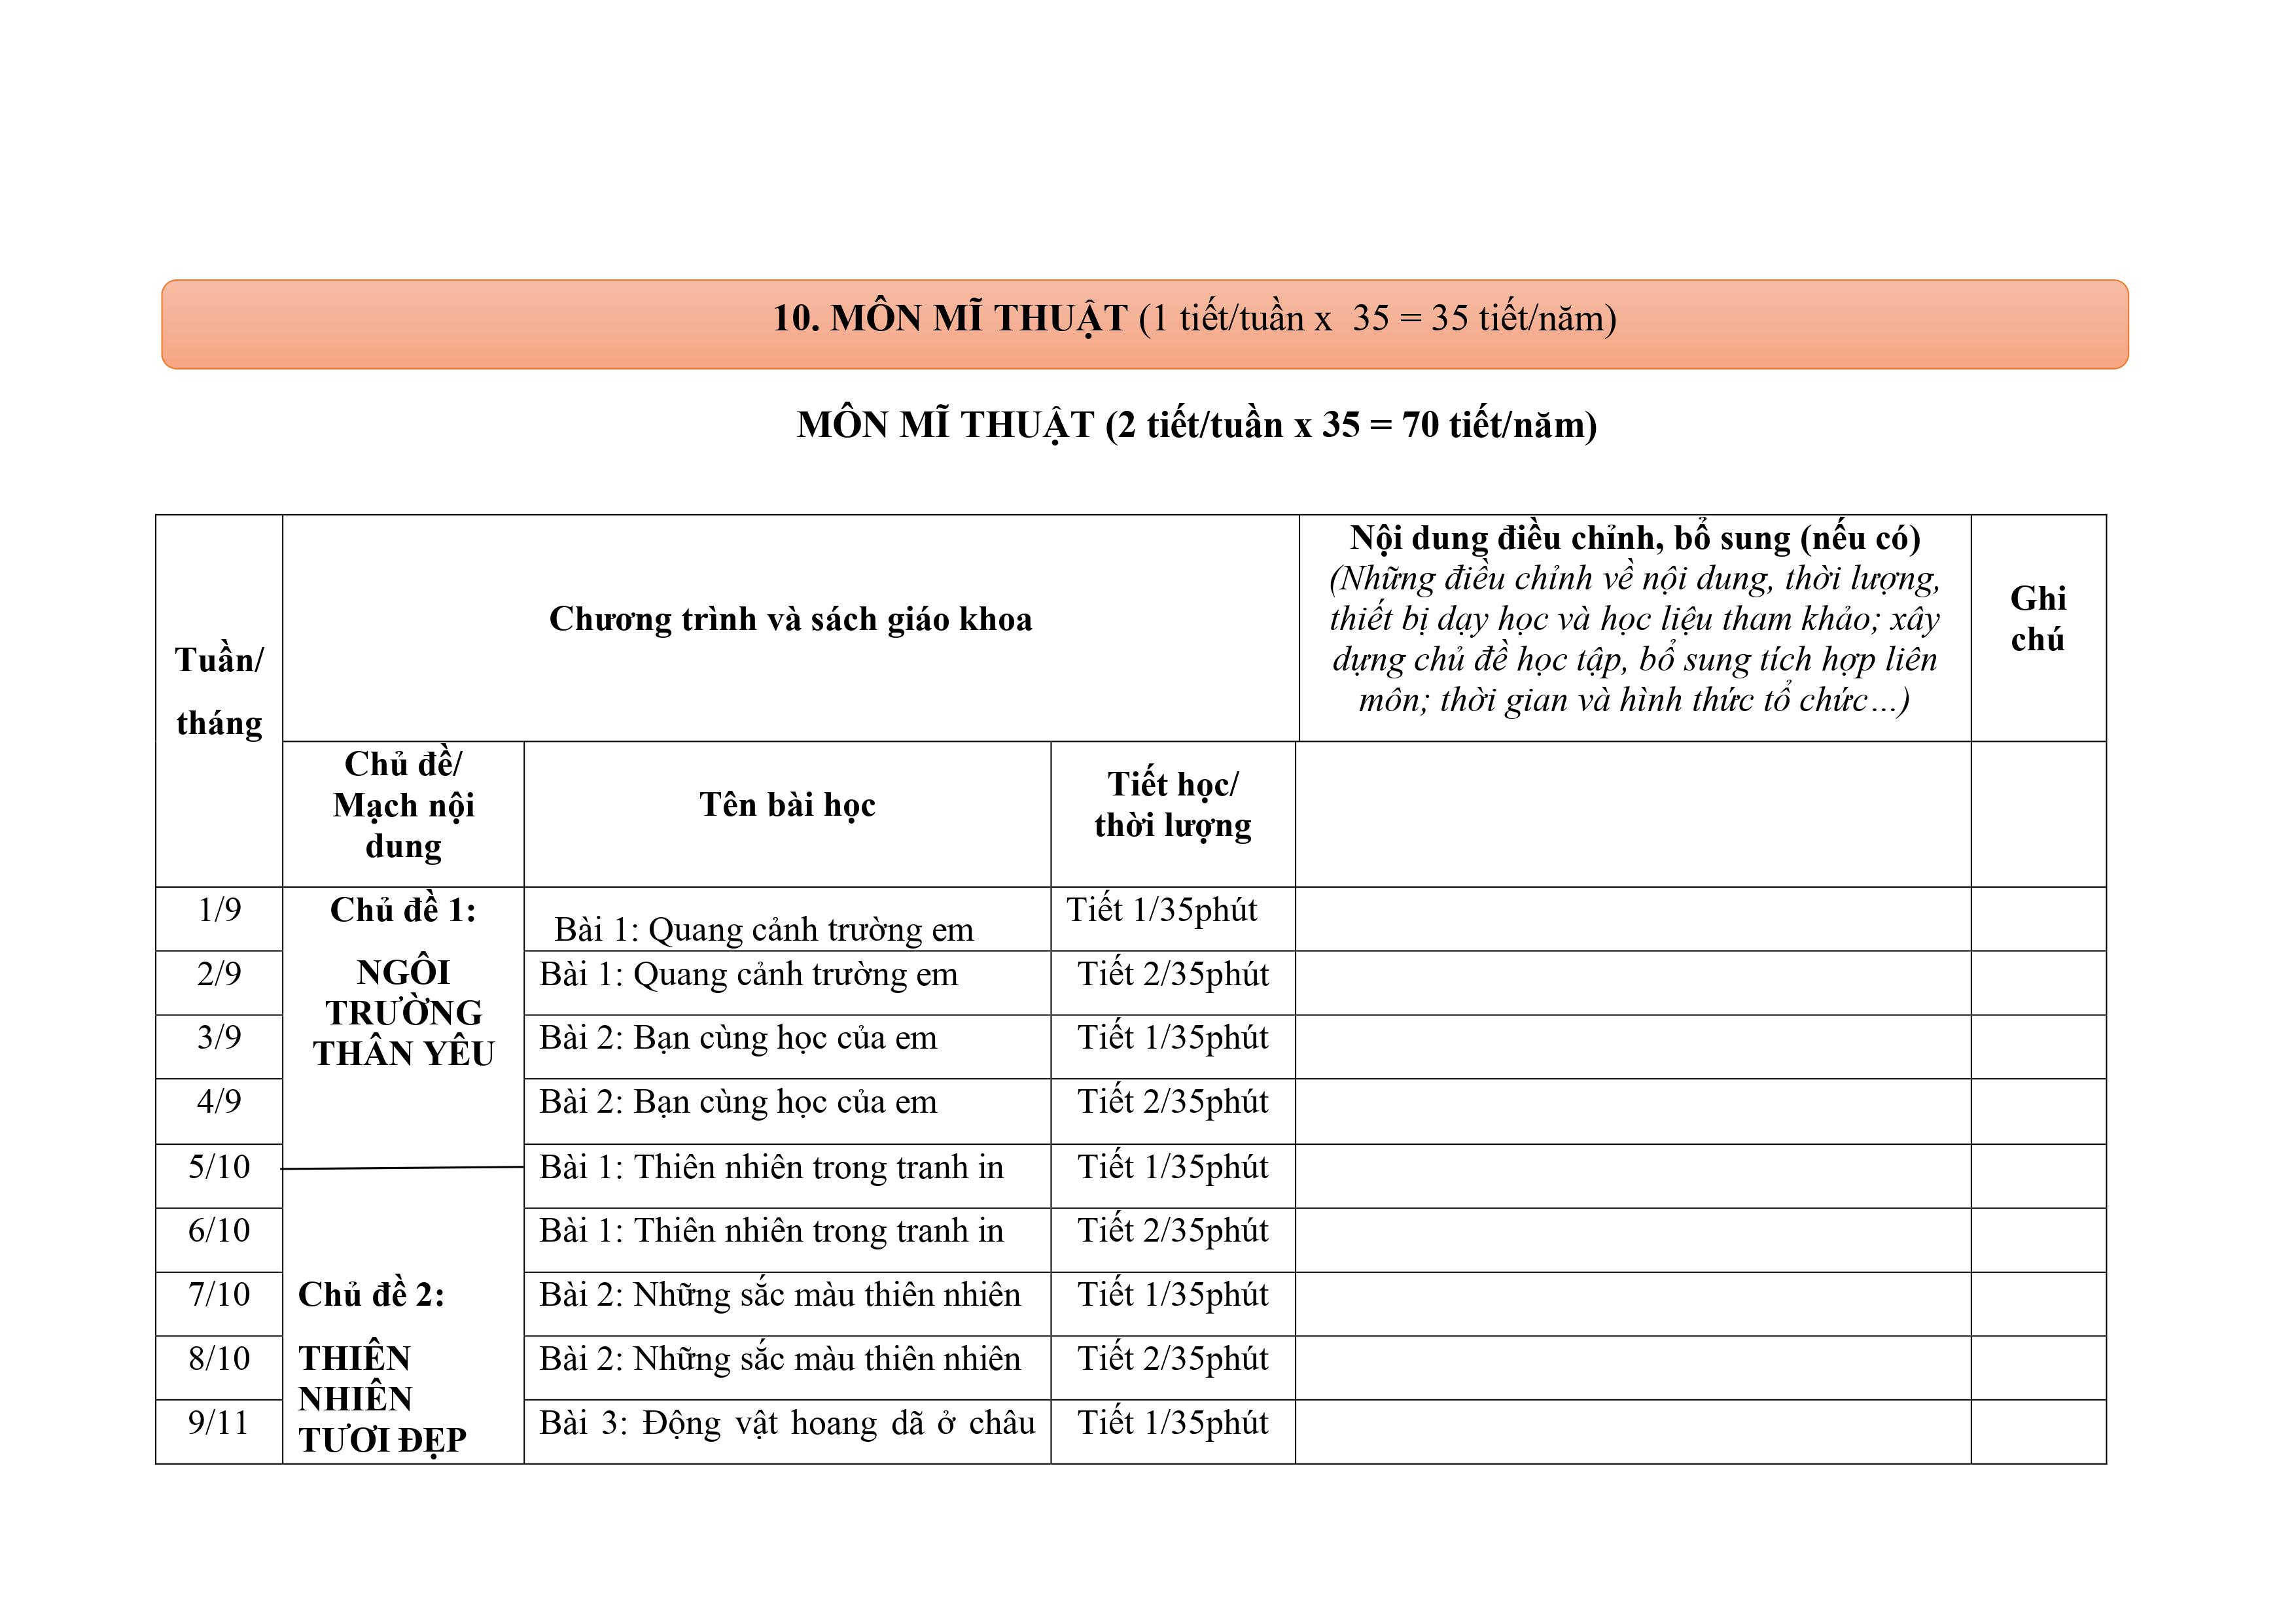 10. MÔN MĨ THUẬT (1 tiết/tuần x  35 = 35 tiết/năm)
MÔN MĨ THUẬT (2 tiết/tuần x 35 = 70 tiết/năm)
Tuần/
tháng
Chương trình và sách giáo khoa
Nội dung điều chỉnh, bổ sung (nếu có)
(Những điều chỉnh về nội dung, thời lượng,
thiết bị dạy học và học liệu tham khảo; xây
dựng chủ đề học tập, bổ sung tích hợp liên
môn; thời gian và hình thức tổ chức…)
Ghi
chú
Chủ đề/
Mạch nội
dung
Tên bài học
Tiết học/
thời lượng
1/9
Chủ đề 1:
NGÔI
TRƯỜNG
THÂN YÊU
Bài 1: Quang cảnh trường em
Tiết 1/35phút
2/9
Bài 1: Quang cảnh trường em
Tiết 2/35phút
3/9
Bài 2: Bạn cùng học của em
Tiết 1/35phút
4/9
Bài 2: Bạn cùng học của em
Tiết 2/35phút
5/10
Bài 1: Thiên nhiên trong tranh in
Tiết 1/35phút
6/10
Bài 1: Thiên nhiên trong tranh in
Tiết 2/35phút
Chủ đề 2:
THIÊN
NHIÊN
TƯƠI ĐẸP
7/10
Bài 2: Những sắc màu thiên nhiên
Tiết 1/35phút
8/10
Bài 2: Những sắc màu thiên nhiên
Tiết 2/35phút
9/11
Bài 3: Động vật hoang dã ở châu
Tiết 1/35phút